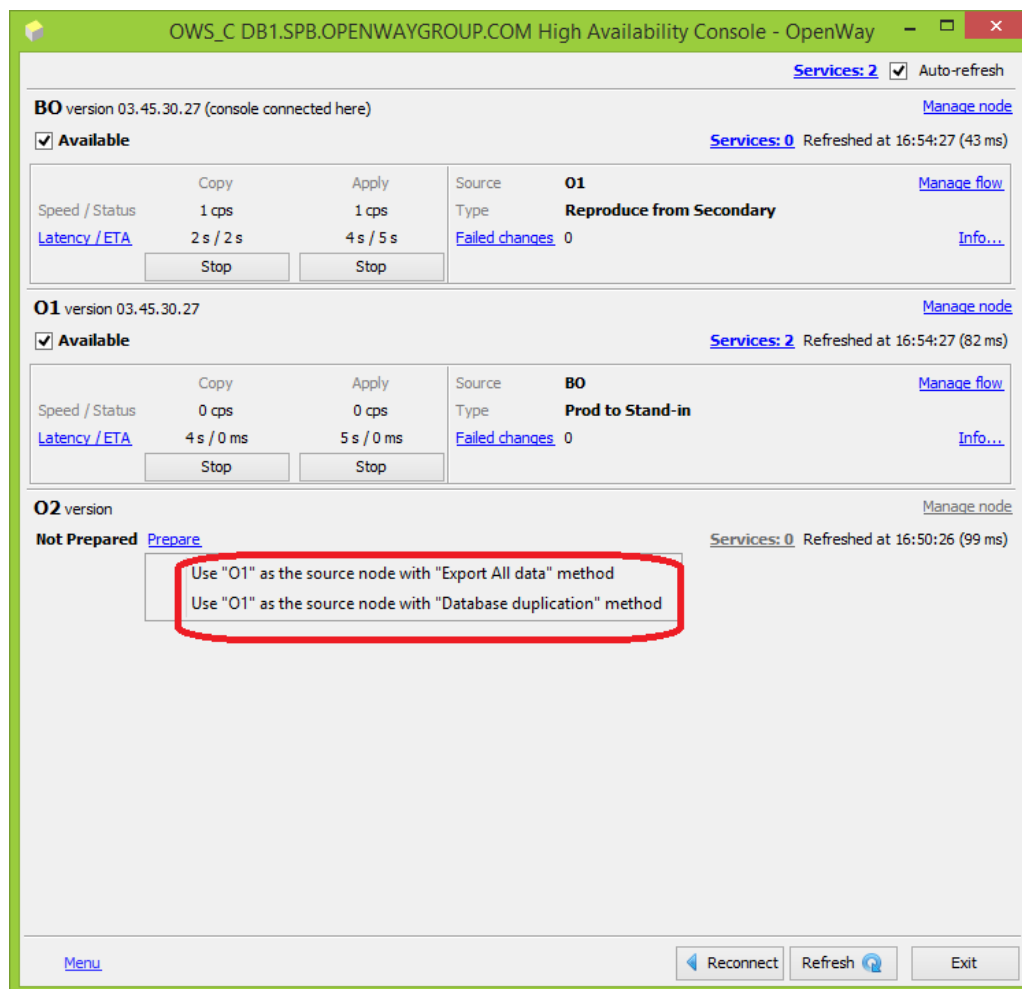 OWS_C DB1.SPB.OPENWAYGROUP.COM High Availability Console - OpenWay
Services: 2 Auto-refresh
BO version 03.45.30.27 (console connected here) Manage node
Available Services: 0 Refreshed at 16:54:27 (43 ms)
Copy Apply Source O1 Manage flow
Speed / Status 1 cps 1 cps Type Reproduce from Secondary
Latency / ETA 2 s / 2 s 4 s / 5 s Failed changes 0 Info...
Stop Stop
O1 version 03.45.30.27 Manage node
Available Services: 2 Refreshed at 16:54:27 (82 ms)
Copy Apply Source BO Manage flow
Speed / Status 0 cps 0 cps Type Prod to Stand-in
Latency / ETA 4 s / 0 ms 5 s / 0 ms Failed changes 0 Info...
Stop Stop
O2 version Manage node
Not Prepared Prepare Services: 0 Refreshed at 16:50:26 (99 ms)
Use "O1" as the source node with "Export All data" method
Use "O1" as the source node with "Database duplication" method
Menu Reconnect Refresh Exit